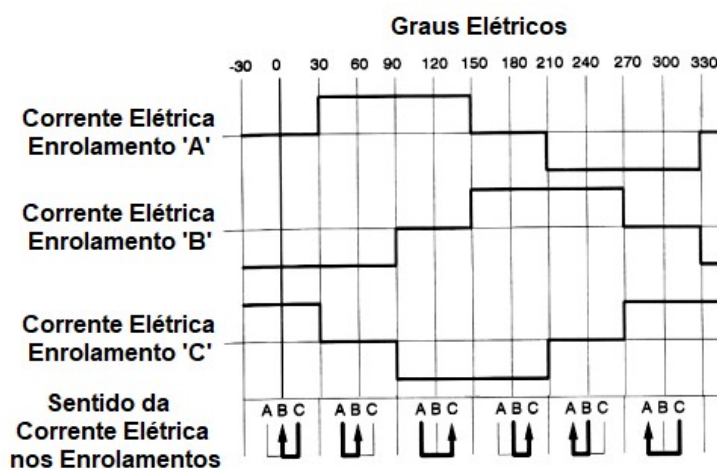 Graus Elétricos
-30 0 30 60 90 120 150 180 210 240 270 300 330
Corrente Elétrica
Enrolamento 'A'
Corrente Elétrica
Enrolamento 'B'
Corrente Elétrica
Enrolamento 'C'
Sentido da
Corrente Elétrica
nos Enrolamentos
A B C A B C A B C A B C A B C A B C